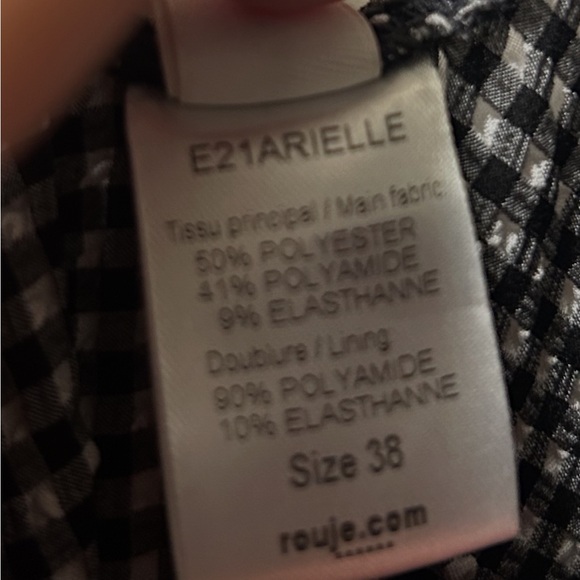 E21ARIELLE
Tissu principal / Main fabric:
50% POLYESTER
41% POLYAMIDE
9% ELASTHANNE
Doublure / Lining:
90% POLYAMIDE
10% ELASTHANNE
Size 38
rouje.com